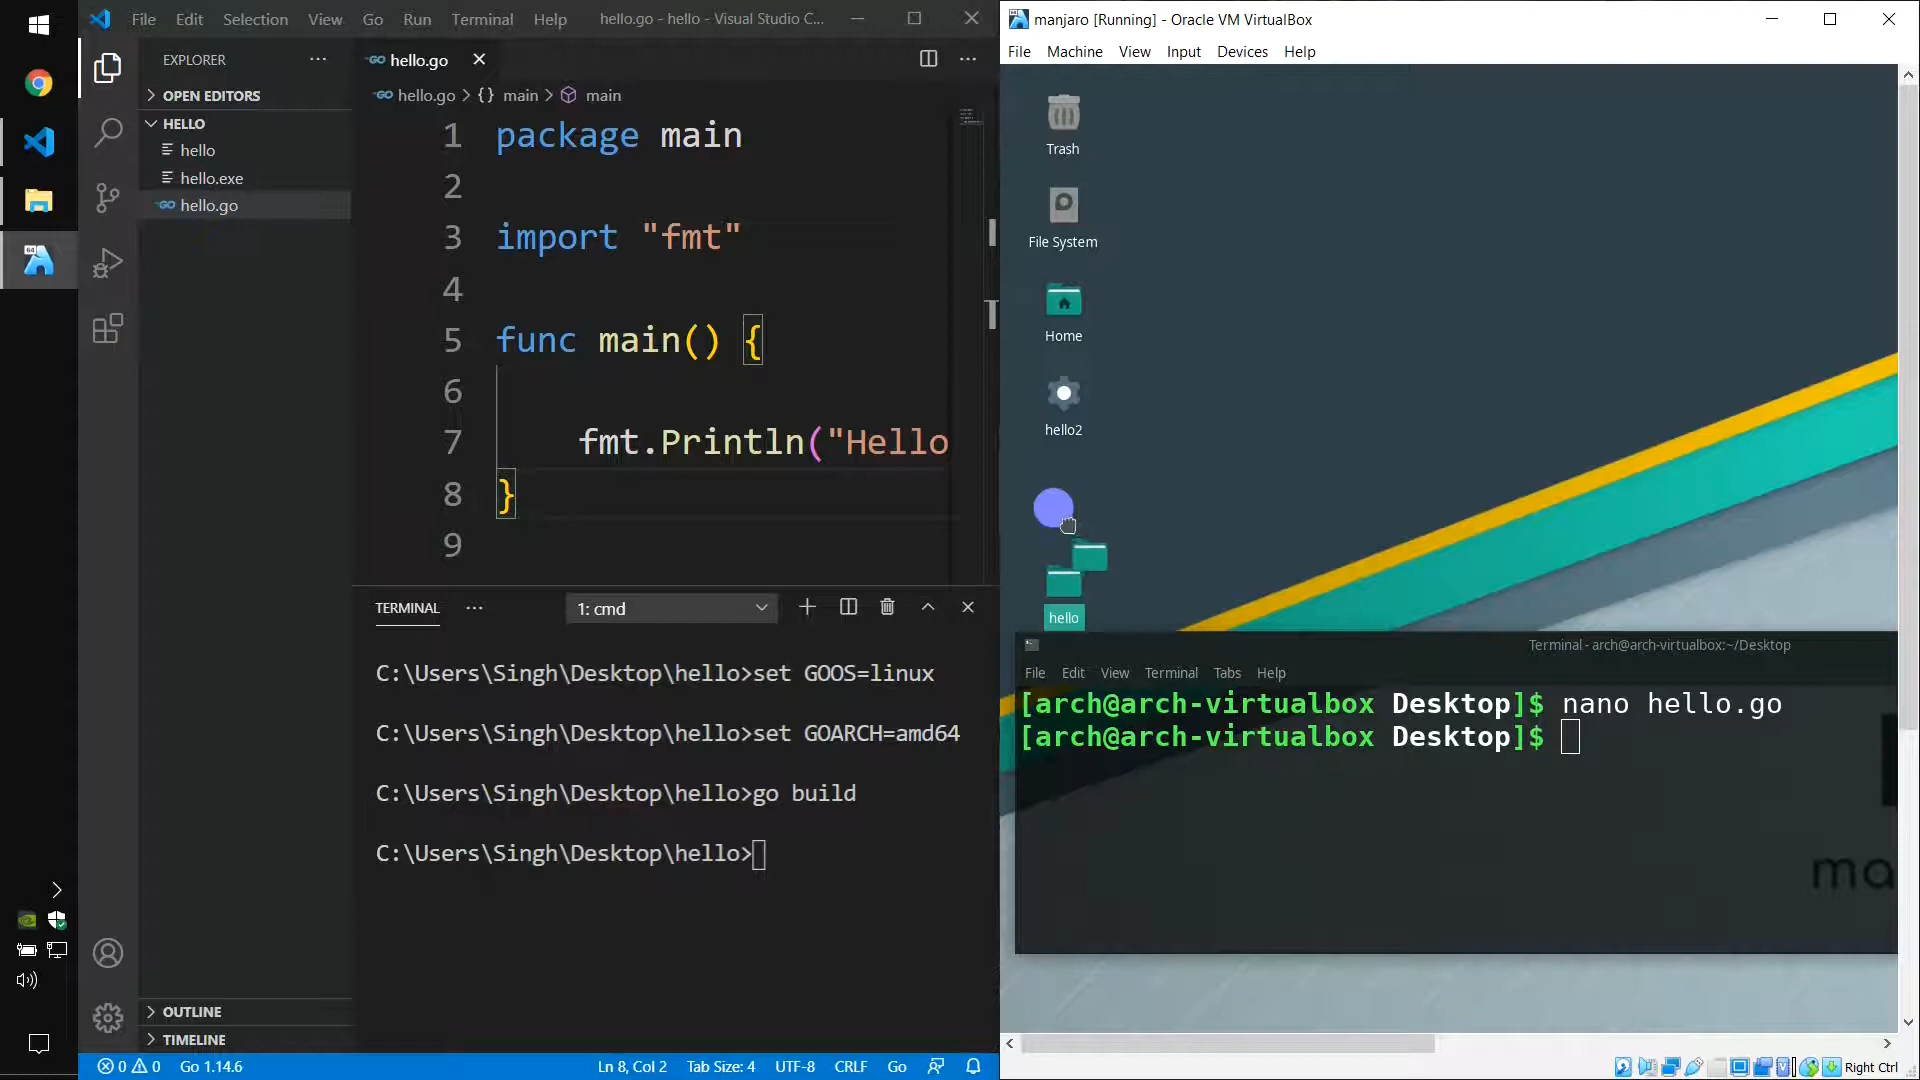 File Edit Selection View Go Run Terminal Help hello.go - hello - Visual Studio C...
EXPLORER
OPEN EDITORS
HELLO
hello
hello.exe
hello.go
OUTLINE
TIMELINE
hello.go
hello.go > {} main > main
1 package main
2
3 import "fmt"
4
5 func main() {
6
7 fmt.Println("Hello
8 }
9
TERMINAL
1: cmd
C:\Users\Singh\Desktop\hello>set GOOS=linux
C:\Users\Singh\Desktop\hello>set GOARCH=amd64
C:\Users\Singh\Desktop\hello>go build
C:\Users\Singh\Desktop\hello>
0 0 Go 1.14.6 Ln 8, Col 2 Tab Size: 4 UTF-8 CRLF Go
manjaro [Running] - Oracle VM VirtualBox
File Machine View Input Devices Help
Trash
File System
Home
hello2
hello
Terminal - arch@arch-virtualbox:~/Desktop
File Edit View Terminal Tabs Help
[arch@arch-virtualbox Desktop]$ nano hello.go
[arch@arch-virtualbox Desktop]$
ma
Right Ctrl